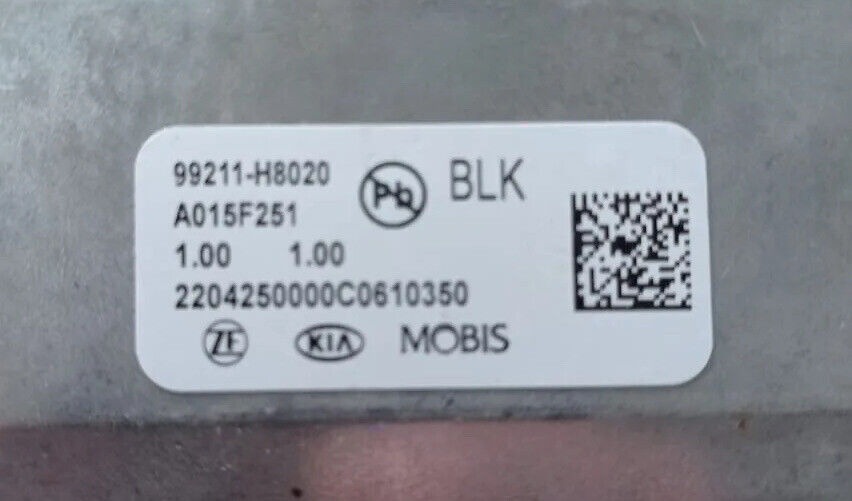 99211-H8020
Pb
BLK
A015F251
1.00 1.00
2204250000C0610350
ZF KIA MOBIS